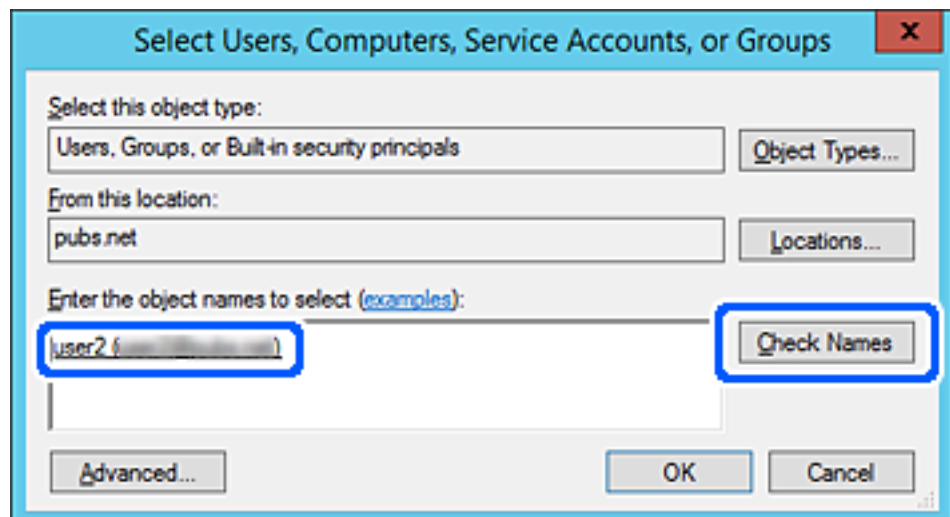 Select Users, Computers, Service Accounts, or Groups
x
Select this object type:
Users, Groups, or Built-in security principals
Object Types...
From this location:
pubs.net
Locations...
Enter the object names to select (examples):
user2 (
Check Names
Advanced...
OK
Cancel